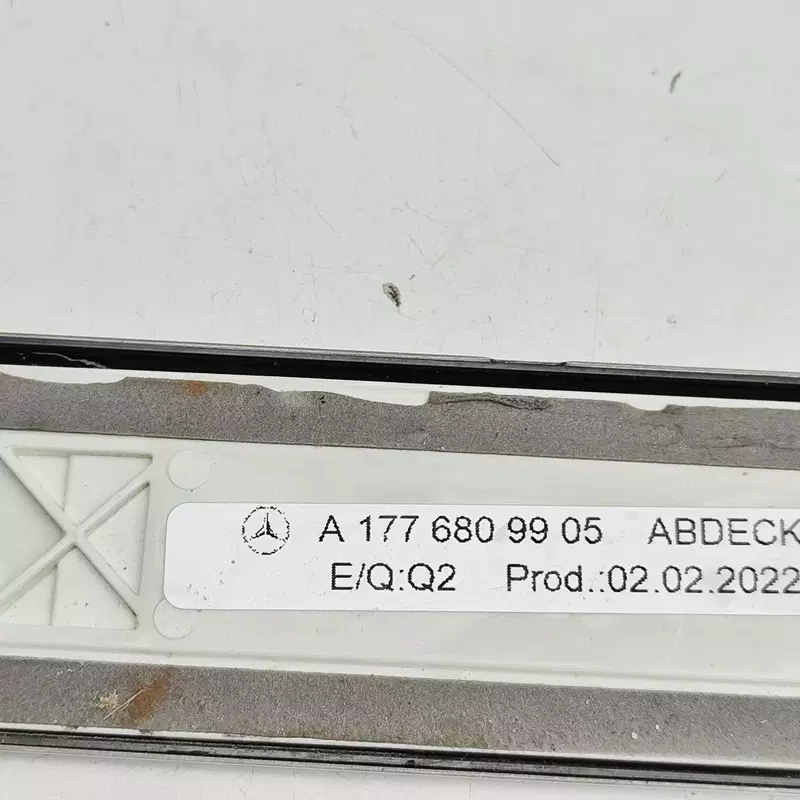 A 177 680 99 05 ABDECK
E/Q:Q2 Prod.:02.02.2022